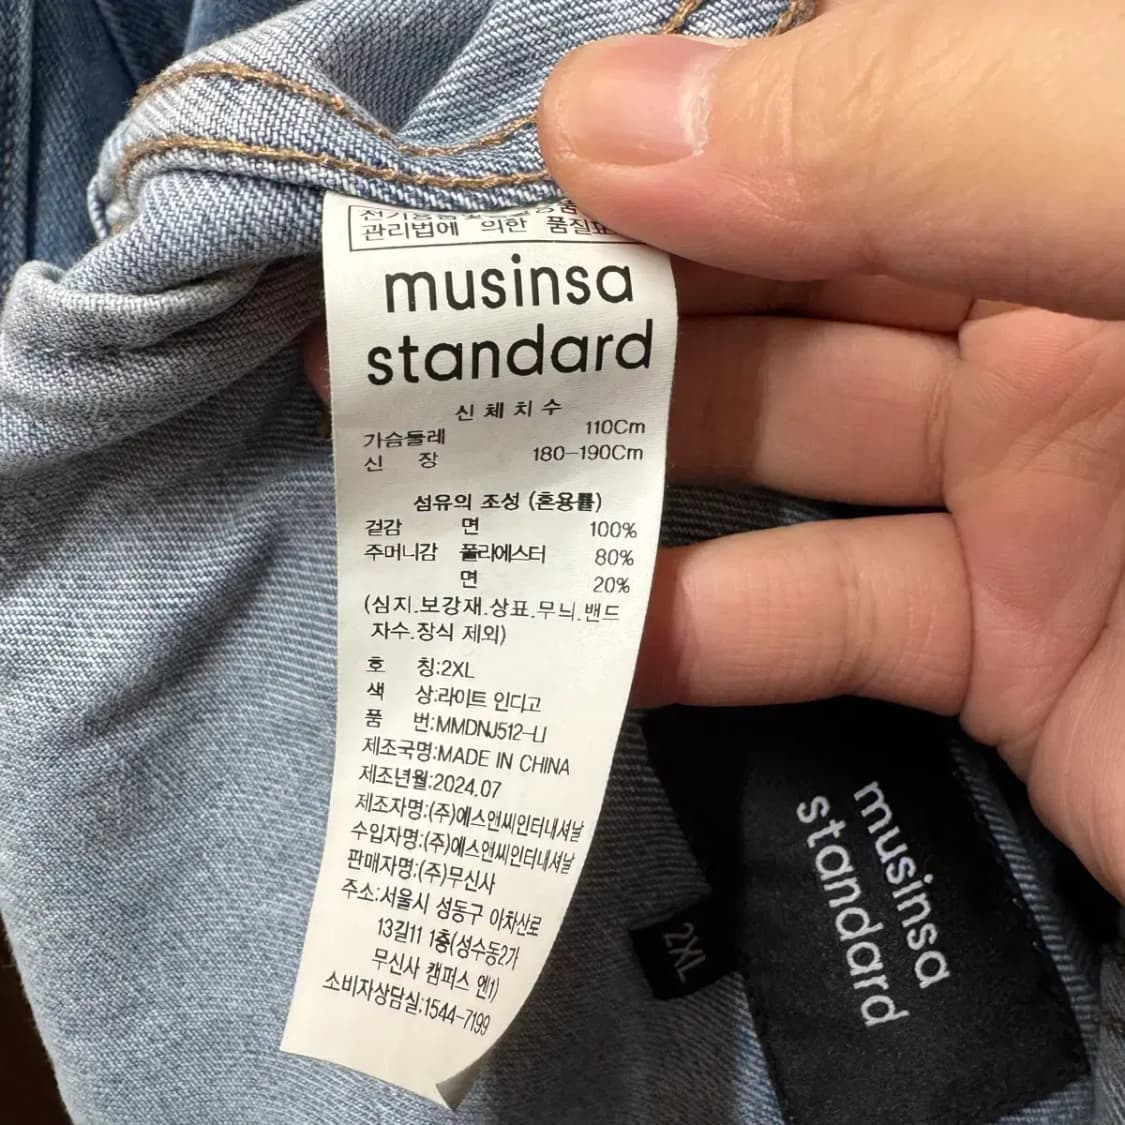 관리법에 의한 품질표
musinsa
standard
신체치수
가슴둘레 110Cm
신 장 180-190Cm
섬유의 조성 (혼용률)
겉감 면 100%
주머니감 폴리에스터 80%
면 20%
(심지.보강재.상표.무늬.밴드
자수.장식 제외)
호 칭:2XL
색 상:라이트 인디고
품 번:MMDNJ512-LI
제조국명:MADE IN CHINA
제조년월:2024.07
제조자명:(주)에스앤씨인터내셔날
수입자명:(주)에스앤씨인터내셔날
판매자명:(주)무신사
주소:서울시 성동구 아차산로
13길11 1층(성수동2가
무신사 캠퍼스 엔1)
소비자상담실:1544-7199
musinsa
standard
2XL